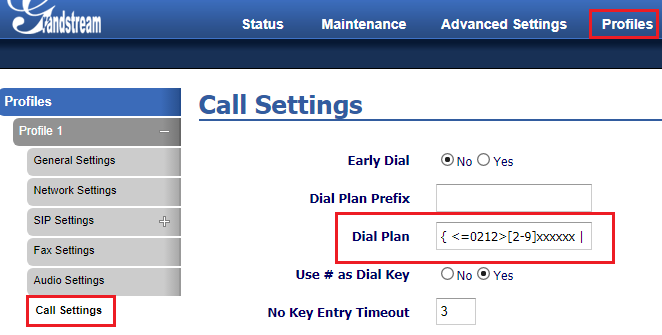 Grandstream
Status Maintenance Advanced Settings Profiles
Profiles
Profile 1
General Settings
Network Settings
SIP Settings
Fax Settings
Audio Settings
Call Settings
Call Settings
Early Dial No Yes
Dial Plan Prefix
Dial Plan { <=0212>[2-9]xxxxxx |
Use # as Dial Key No Yes
No Key Entry Timeout 3